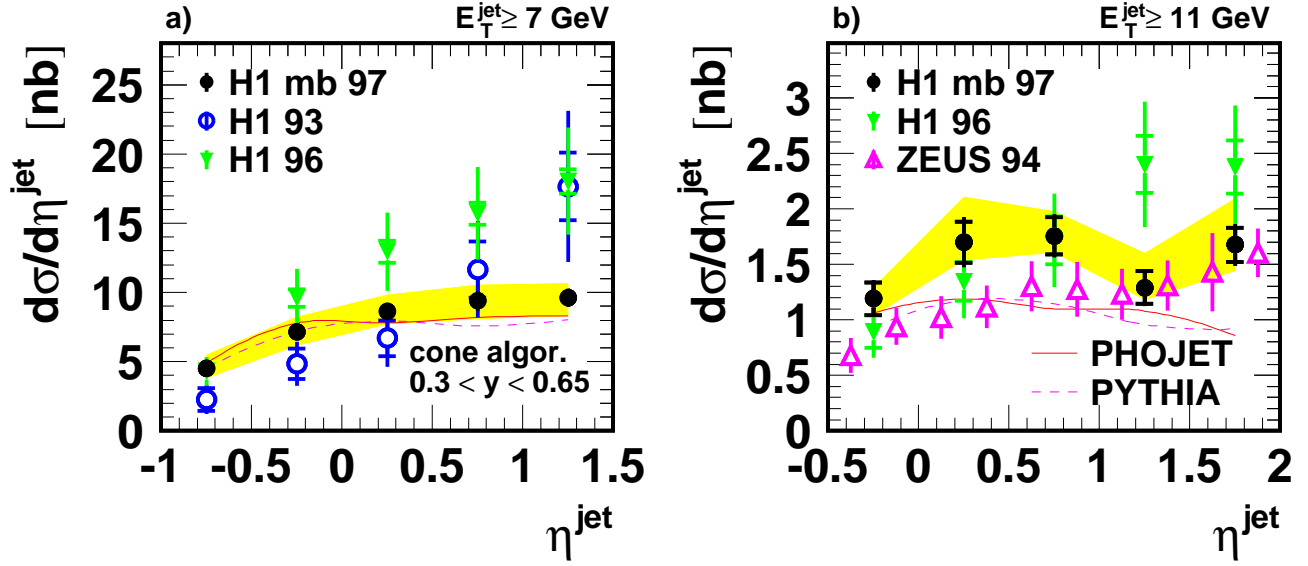 a)
E_T^jet ≥ 7 GeV
dσ/dη^jet [nb]
25
20
15
10
5
0
H1 mb 97
H1 93
H1 96
cone algor.
0.3 < y < 0.65
-1 -0.5 0 0.5 1 1.5
η^jet
b)
E_T^jet ≥ 11 GeV
dσ/dη^jet [nb]
3
2.5
2
1.5
1
0.5
0
H1 mb 97
H1 96
ZEUS 94
PHOJET
PYTHIA
-0.5 0 0.5 1 1.5 2
η^jet